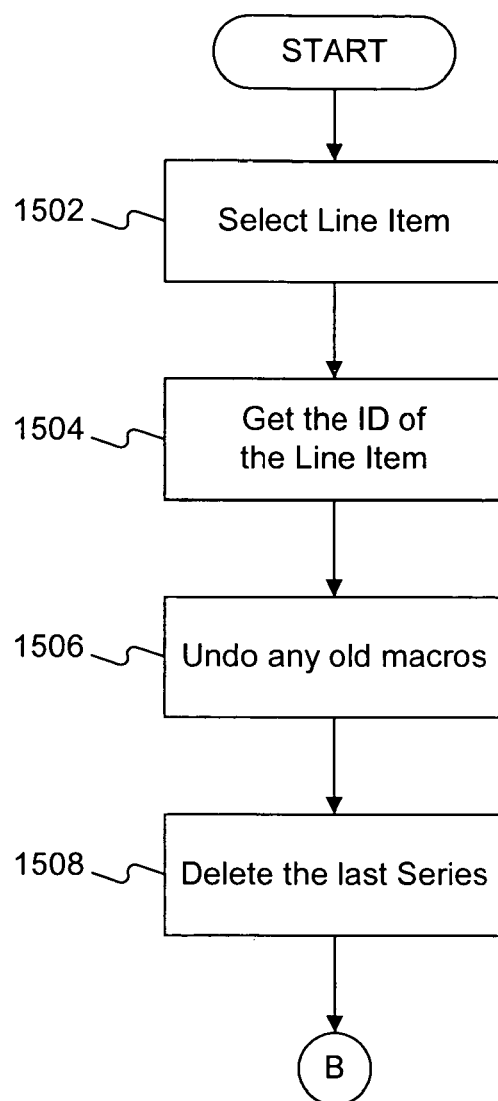 START
1502
Select Line Item
1504
Get the ID of
the Line Item
1506
Undo any old macros
1508
Delete the last Series
B